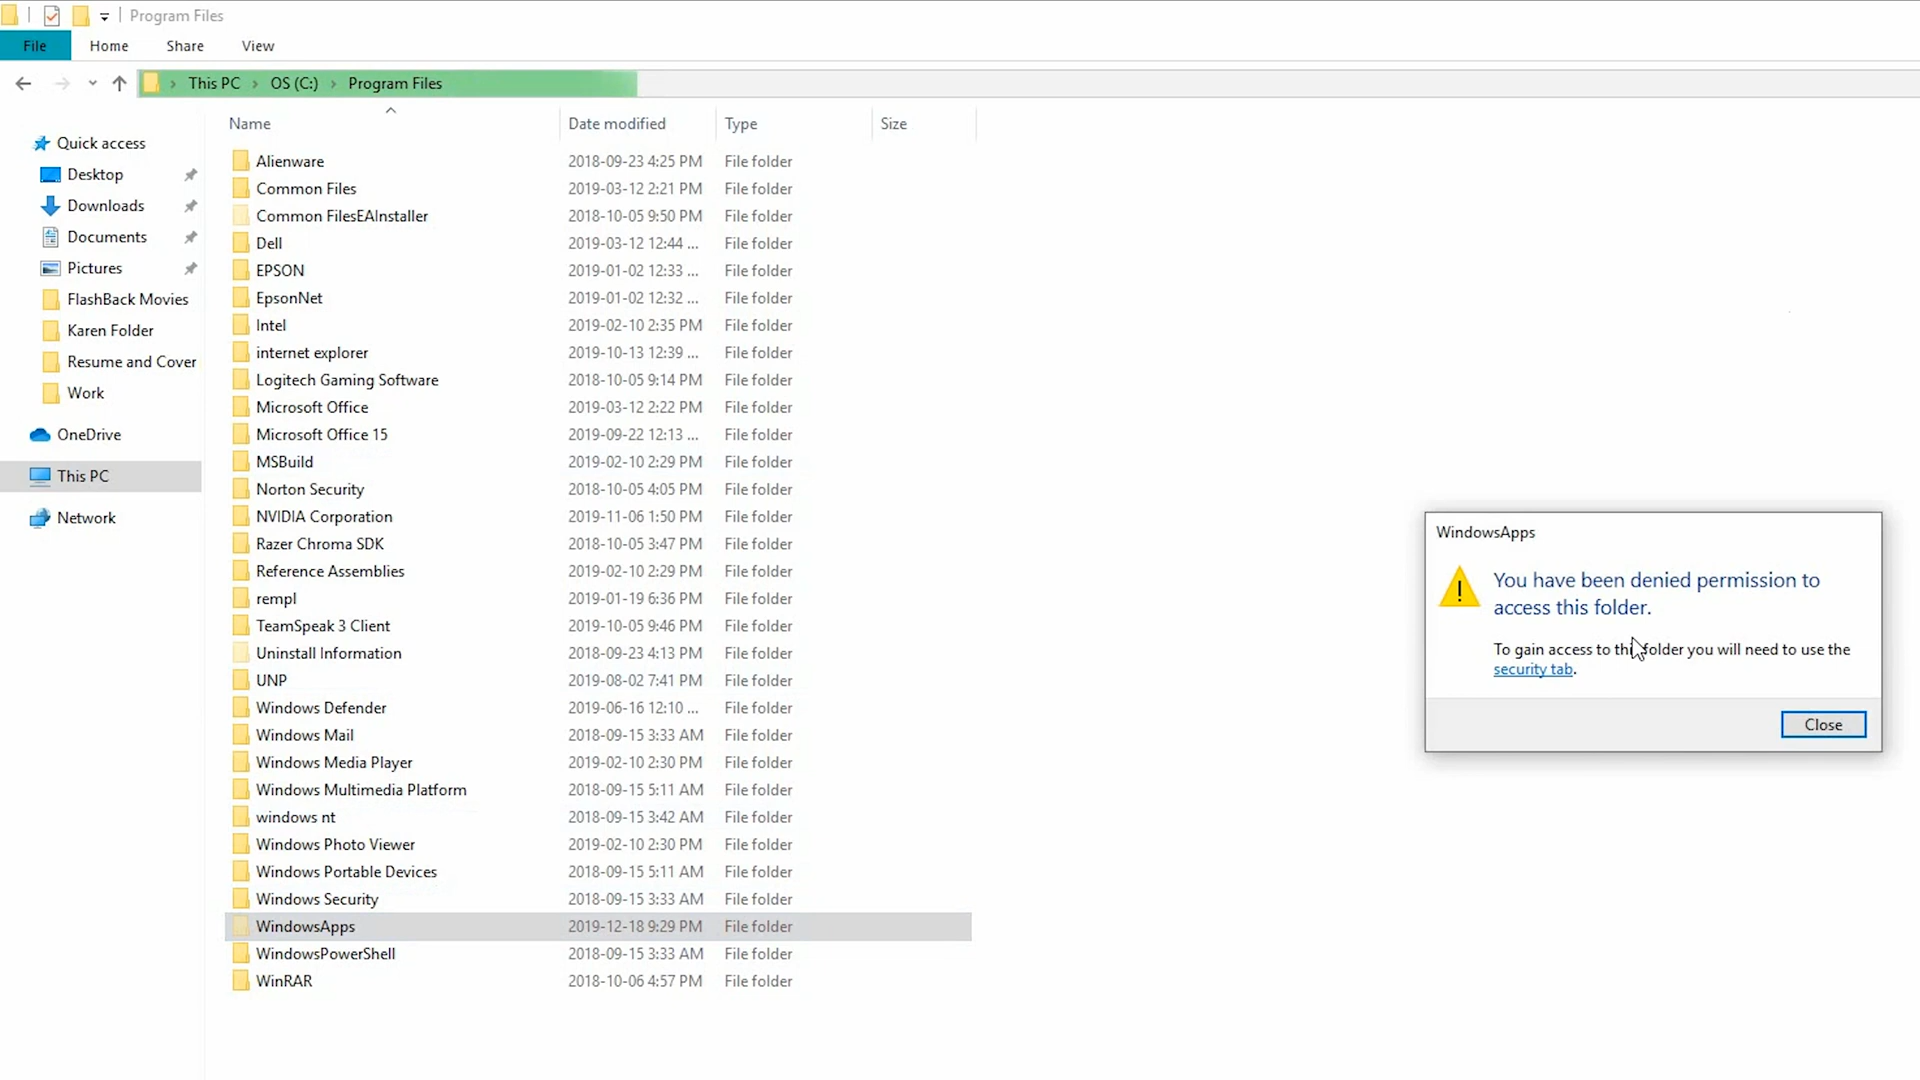 Program Files
File Home Share View
This PC OS (C:) Program Files
Name Date modified Type Size
Quick access
Desktop
Downloads
Documents
Pictures
FlashBack Movies
Karen Folder
Resume and Cover
Work
OneDrive
This PC
Network
Alienware 2018-09-23 4:25 PM File folder
Common Files 2019-03-12 2:21 PM File folder
Common FilesEAInstaller 2018-10-05 9:50 PM File folder
Dell 2019-03-12 12:44 ... File folder
EPSON 2019-01-02 12:33 ... File folder
EpsonNet 2019-01-02 12:32 ... File folder
Intel 2019-02-10 2:35 PM File folder
internet explorer 2019-10-13 12:39 ... File folder
Logitech Gaming Software 2018-10-05 9:14 PM File folder
Microsoft Office 2019-03-12 2:22 PM File folder
Microsoft Office 15 2019-09-22 12:13 ... File folder
MSBuild 2019-02-10 2:29 PM File folder
Norton Security 2018-10-05 4:05 PM File folder
NVIDIA Corporation 2019-11-06 1:50 PM File folder
Razer Chroma SDK 2018-10-05 3:47 PM File folder
Reference Assemblies 2019-02-10 2:29 PM File folder
rempl 2019-01-19 6:36 PM File folder
TeamSpeak 3 Client 2019-10-05 9:46 PM File folder
Uninstall Information 2018-09-23 4:13 PM File folder
UNP 2019-08-02 7:41 PM File folder
Windows Defender 2019-06-16 12:10 ... File folder
Windows Mail 2018-09-15 3:33 AM File folder
Windows Media Player 2019-02-10 2:30 PM File folder
Windows Multimedia Platform 2018-09-15 5:11 AM File folder
windows nt 2018-09-15 3:42 AM File folder
Windows Photo Viewer 2019-02-10 2:30 PM File folder
Windows Portable Devices 2018-09-15 5:11 AM File folder
Windows Security 2018-09-15 3:33 AM File folder
WindowsApps 2019-12-18 9:29 PM File folder
WindowsPowerShell 2018-09-15 3:33 AM File folder
WinRAR 2018-10-06 4:57 PM File folder
WindowsApps
You have been denied permission to
access this folder.
To gain access to this folder you will need to use the
security tab.
Close